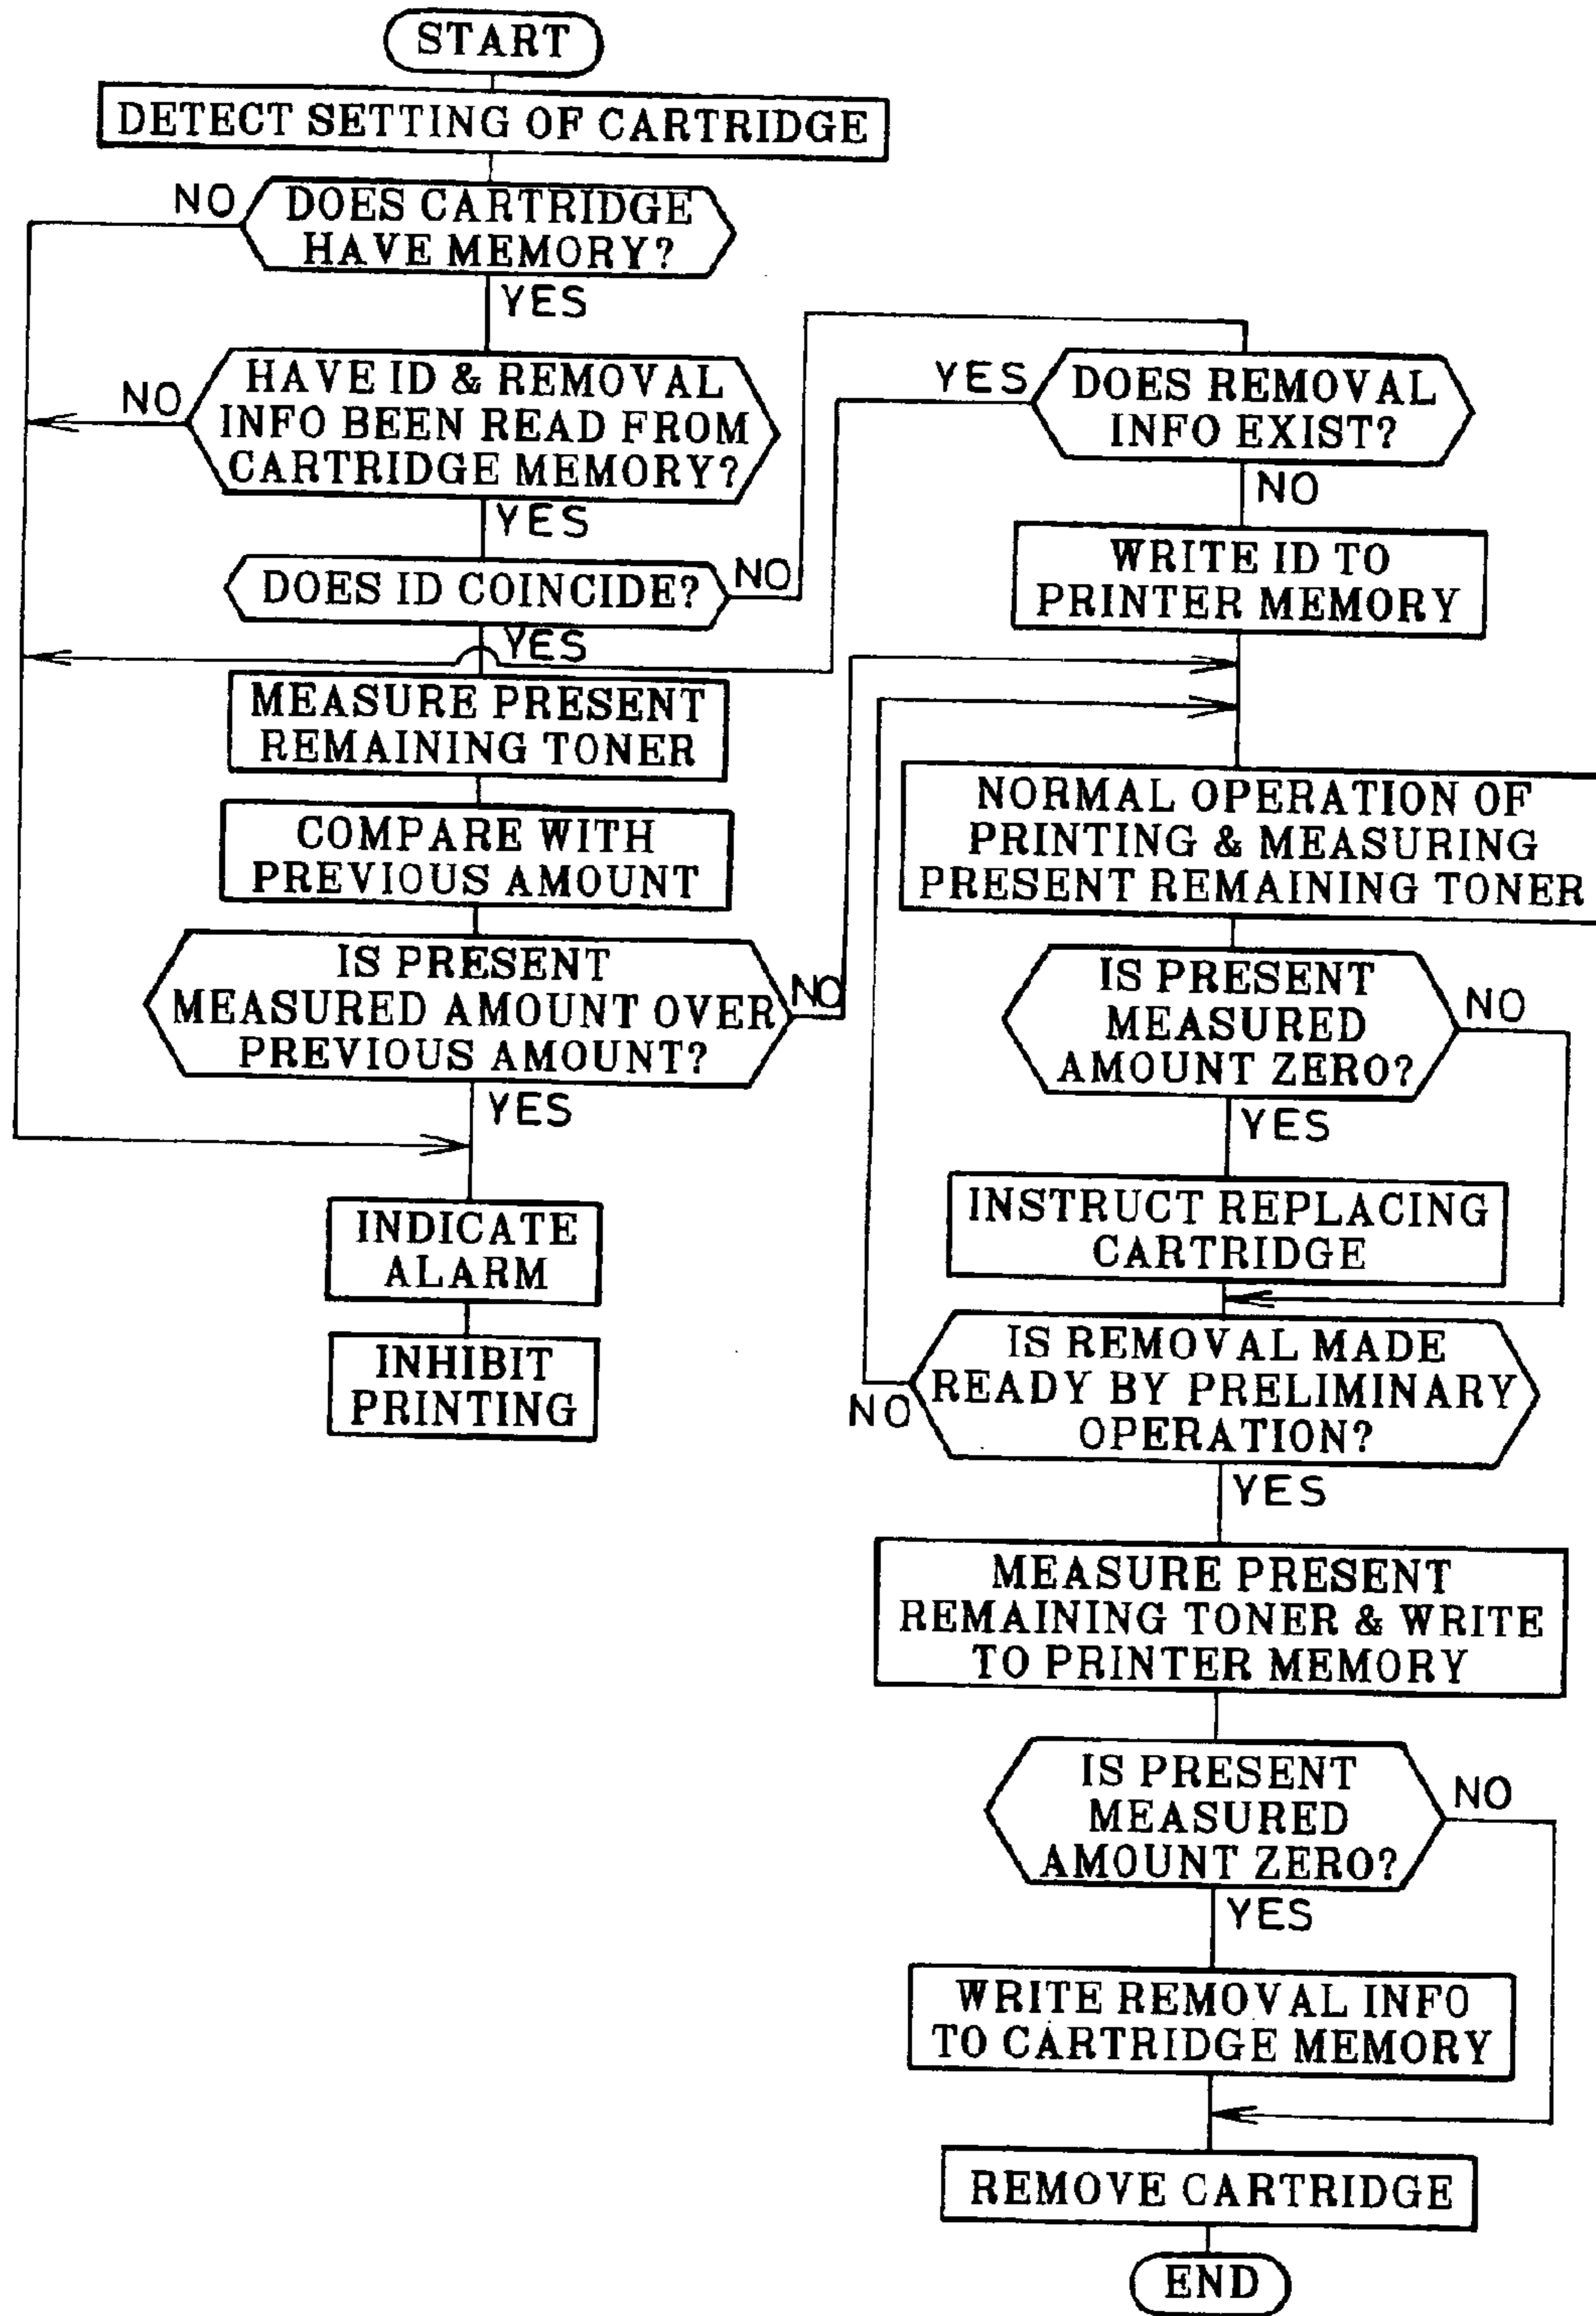 START
DETECT SETTING OF CARTRIDGE
NO
DOES CARTRIDGE
HAVE MEMORY?
YES
NO
HAVE ID & REMOVAL
INFO BEEN READ FROM
CARTRIDGE MEMORY?
YES
DOES ID COINCIDE?
NO
YES
MEASURE PRESENT
REMAINING TONER
COMPARE WITH
PREVIOUS AMOUNT
IS PRESENT
MEASURED AMOUNT OVER
PREVIOUS AMOUNT?
NO
YES
INDICATE
ALARM
INHIBIT
PRINTING
YES
DOES REMOVAL
INFO EXIST?
NO
WRITE ID TO
PRINTER MEMORY
NORMAL OPERATION OF
PRINTING & MEASURING
PRESENT REMAINING TONER
IS PRESENT
MEASURED
AMOUNT ZERO?
NO
YES
INSTRUCT REPLACING
CARTRIDGE
IS REMOVAL MADE
READY BY PRELIMINARY
OPERATION?
NO
YES
MEASURE PRESENT
REMAINING TONER & WRITE
TO PRINTER MEMORY
IS PRESENT
MEASURED
AMOUNT ZERO?
NO
YES
WRITE REMOVAL INFO
TO CARTRIDGE MEMORY
REMOVE CARTRIDGE
END